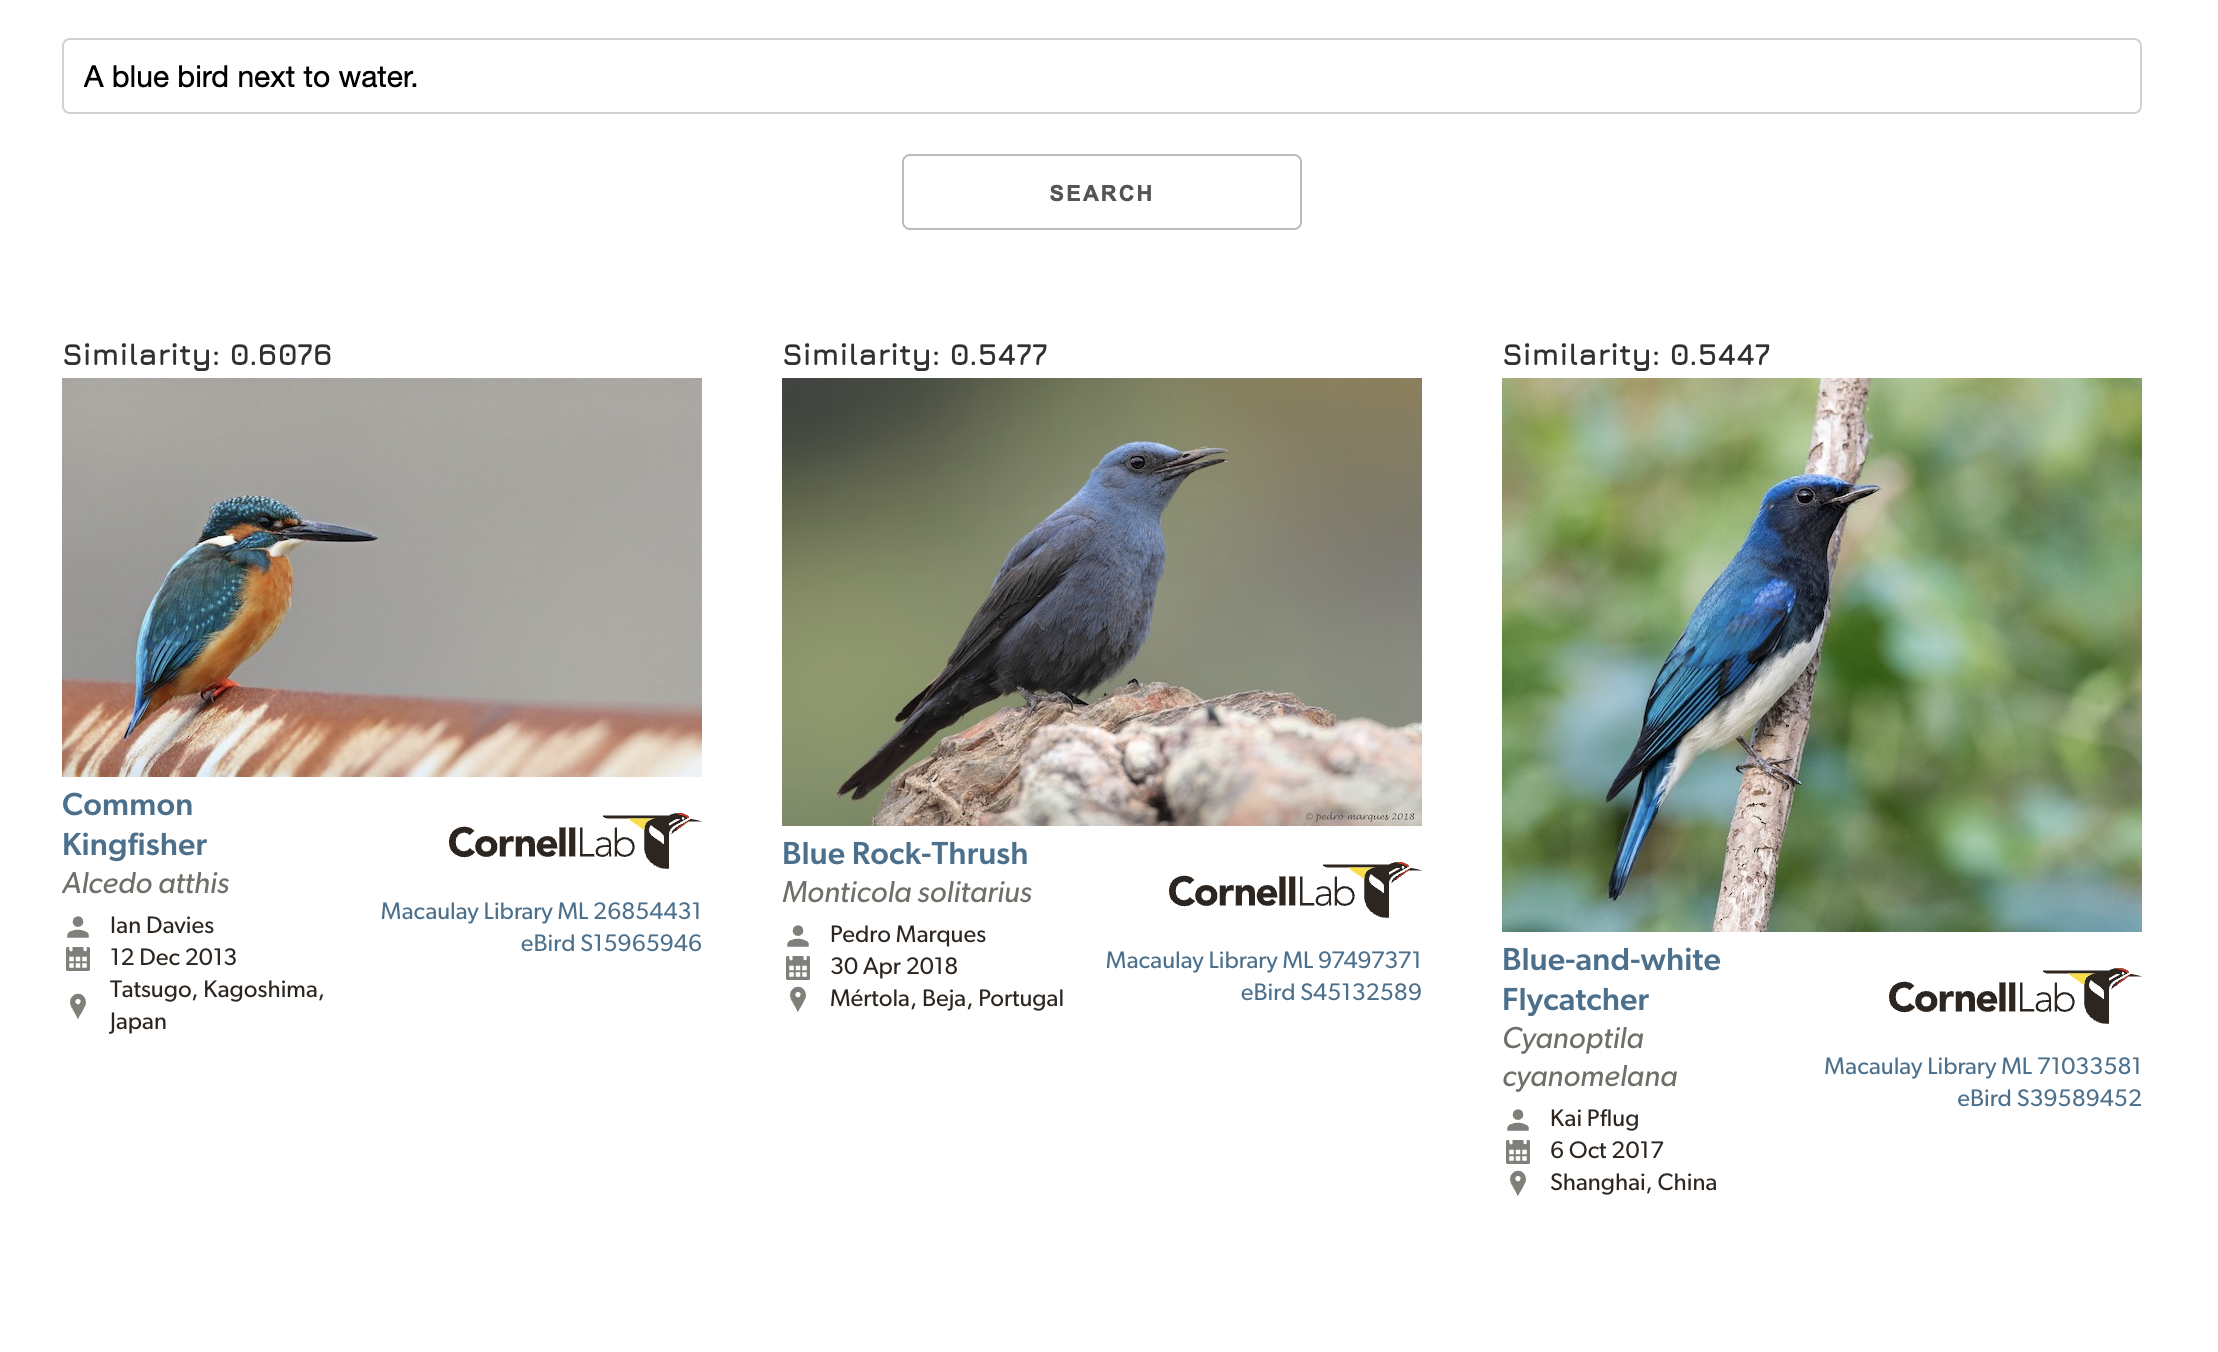 A blue bird next to water.
SEARCH
Similarity: 0.6076
Common
Kingfisher
Alcedo atthis
Ian Davies
12 Dec 2013
Tatsugo, Kagoshima,
Japan
CornellLab
Macaulay Library ML 26854431
eBird S15965946
Similarity: 0.5477
© pedro marques 2018
Blue Rock-Thrush
Monticola solitarius
Pedro Marques
30 Apr 2018
Mértola, Beja, Portugal
CornellLab
Macaulay Library ML 97497371
eBird S45132589
Similarity: 0.5447
Blue-and-white
Flycatcher
Cyanoptila
cyanomelana
Kai Pflug
6 Oct 2017
Shanghai, China
CornellLab
Macaulay Library ML 71033581
eBird S39589452